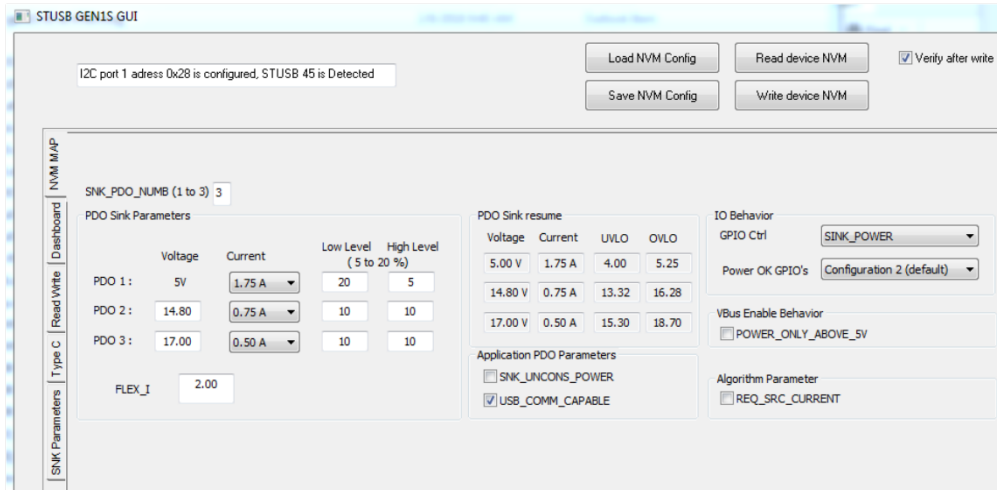 STUSB GEN1S GUI
I2C port 1 adress 0x28 is configured, STUSB 45 is Detected
Load NVM Config
Read device NVM
Verify after write
Save NVM Config
Write device NVM
NVM MAP
Dashboard
Read Write
Type C
SNK Parameters
SNK_PDO_NUMB (1 to 3) 3
PDO Sink Parameters
Voltage Current Low Level High Level
( 5 to 20 %)
PDO 1 : 5V 1.75 A 20 5
PDO 2 : 14.80 0.75 A 10 10
PDO 3 : 17.00 0.50 A 10 10
FLEX_I 2.00
PDO Sink resume
Voltage Current UVLO OVLO
5.00 V 1.75 A 4.00 5.25
14.80 V 0.75 A 13.32 16.28
17.00 V 0.50 A 15.30 18.70
Application PDO Parameters
SNK_UNCONS_POWER
USB_COMM_CAPABLE
IO Behavior
GPIO Ctrl SINK_POWER
Power OK GPIO's Configuration 2 (default)
VBus Enable Behavior
POWER_ONLY_ABOVE_5V
Algorithm Parameter
REQ_SRC_CURRENT